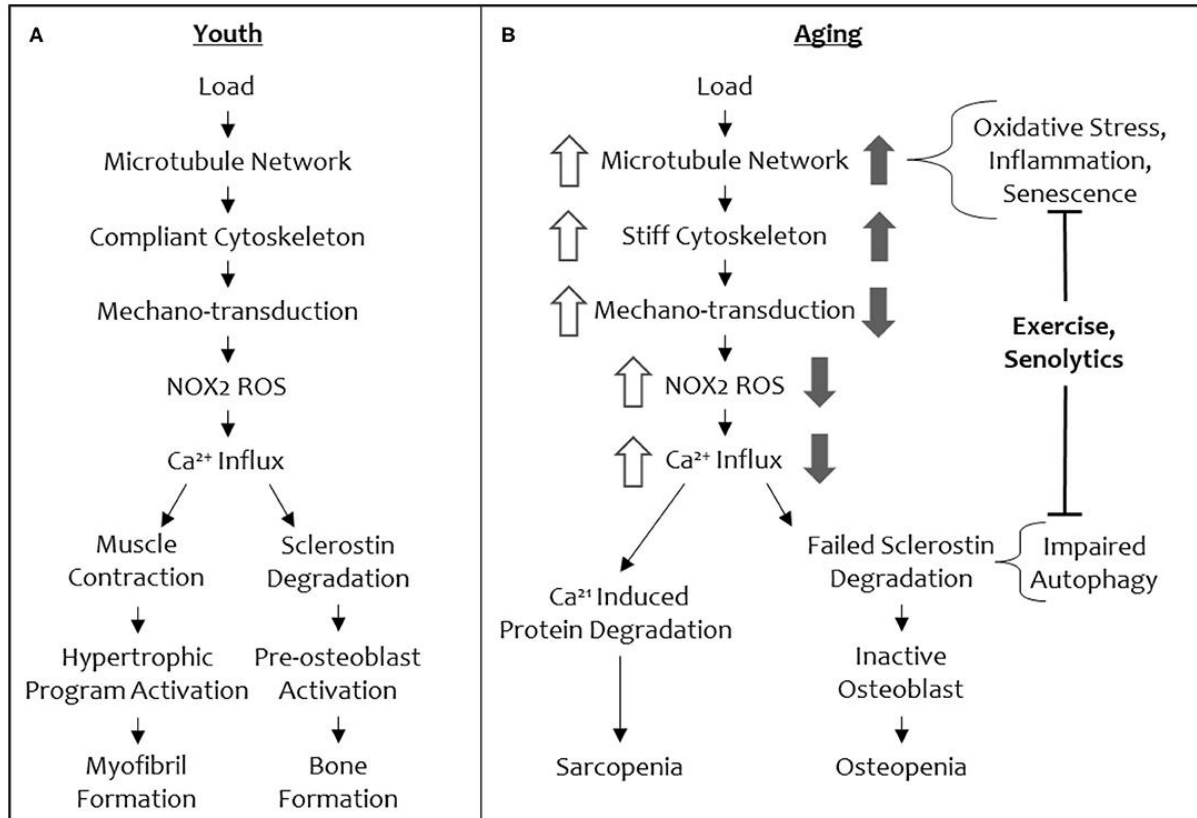 A
Youth
Load
Microtubule Network
Compliant Cytoskeleton
Mechano-transduction
NOX2 ROS
Ca²⁺ Influx
Muscle
Contraction
Sclerostin
Degradation
Hypertrophic
Program Activation
Pre-osteoblast
Activation
Myofibril
Formation
Bone
Formation
B
Aging
Load
Microtubule Network
Oxidative Stress,
Inflammation,
Senescence
Stiff Cytoskeleton
Mechano-transduction
Exercise,
Senolytics
NOX2 ROS
Ca²⁺ Influx
Failed Sclerostin
Degradation
Impaired
Autophagy
Ca²¹ Induced
Protein Degradation
Inactive
Osteoblast
Sarcopenia
Osteopenia